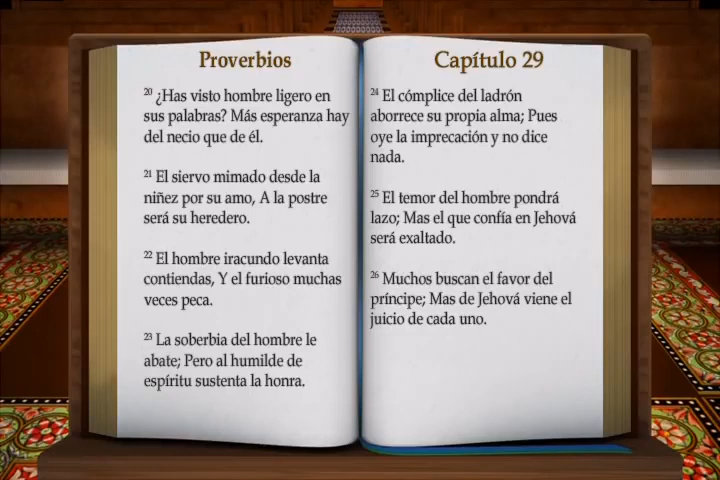 Proverbios
20 ¿Has visto hombre ligero en
sus palabras? Más esperanza hay
del necio que de él.
21 El siervo mimado desde la
niñez por su amo, A la postre
será su heredero.
22 El hombre iracundo levanta
contiendas, Y el furioso muchas
veces peca.
23 La soberbia del hombre le
abate; Pero al humilde de
espíritu sustenta la honra.
Capítulo 29
24 El cómplice del ladrón
aborrece su propia alma; Pues
oye la imprecación y no dice
nada.
25 El temor del hombre pondrá
lazo; Mas el que confía en Jehová
será exaltado.
26 Muchos buscan el favor del
príncipe; Mas de Jehová viene el
juicio de cada uno.